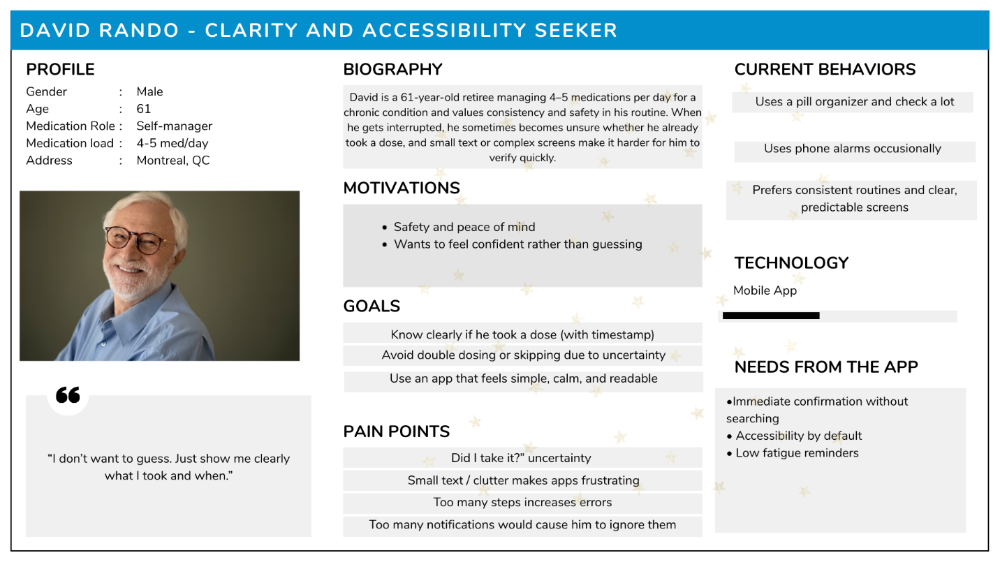 DAVID RANDO - CLARITY AND ACCESSIBILITY SEEKER
PROFILE
Gender : Male
Age : 61
Medication Role : Self-manager
Medication load : 4-5 med/day
Address : Montreal, QC
“I don’t want to guess. Just show me clearly
what I took and when.”
BIOGRAPHY
David is a 61-year-old retiree managing 4–5 medications per day for a
chronic condition and values consistency and safety in his routine. When
he gets interrupted, he sometimes becomes unsure whether he already
took a dose, and small text or complex screens make it harder for him to
verify quickly.
MOTIVATIONS
• Safety and peace of mind
• Wants to feel confident rather than guessing
GOALS
Know clearly if he took a dose (with timestamp)
Avoid double dosing or skipping due to uncertainty
Use an app that feels simple, calm, and readable
PAIN POINTS
Did I take it?” uncertainty
Small text / clutter makes apps frustrating
Too many steps increases errors
Too many notifications would cause him to ignore them
CURRENT BEHAVIORS
Uses a pill organizer and check a lot
Uses phone alarms occusionally
Prefers consistent routines and clear,
predictable screens
TECHNOLOGY
Mobile App
NEEDS FROM THE APP
•Immediate confirmation without
searching
• Accessibility by default
• Low fatigue reminders